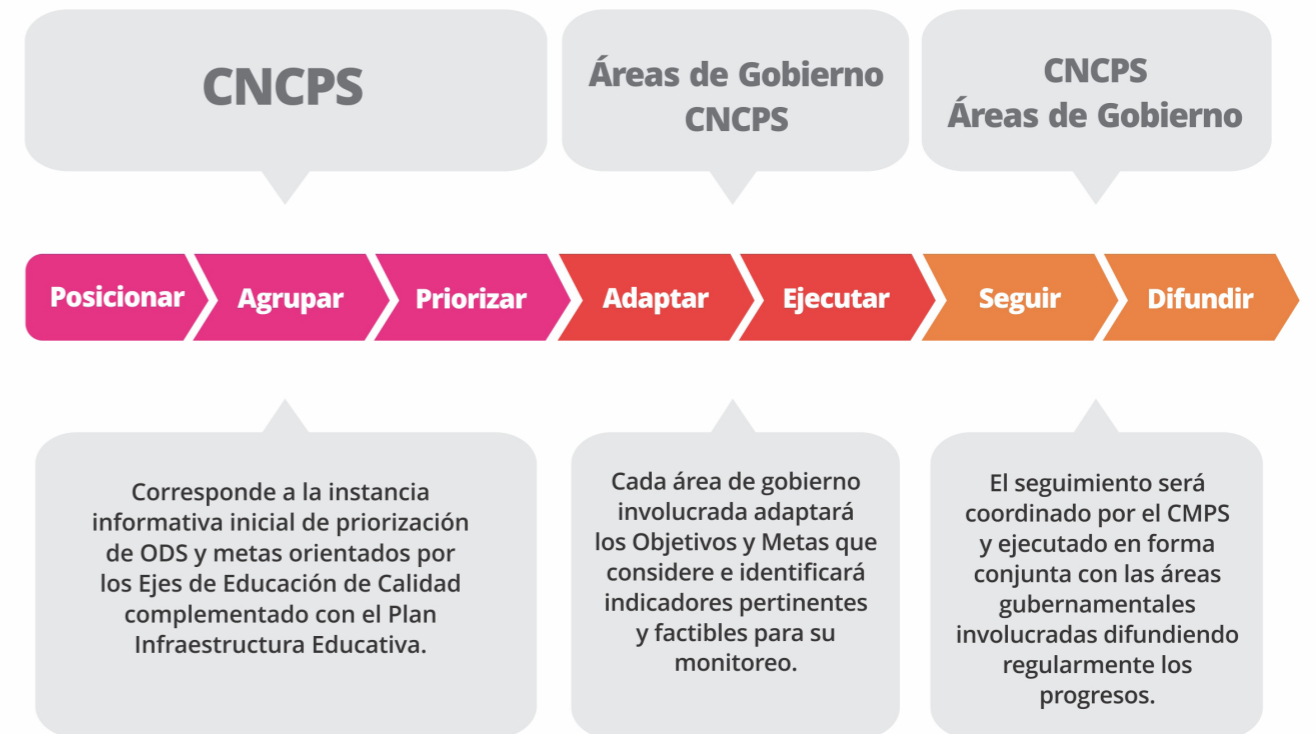 CNCPS
Áreas de Gobierno
CNCPS
CNCPS
Áreas de Gobierno
Posicionar
Agrupar
Priorizar
Adaptar
Ejecutar
Seguir
Difundir
Corresponde a la instancia
informativa inicial de priorización
de ODS y metas orientados por
los Ejes de Educación de Calidad
complementado con el Plan
Infraestructura Educativa.
Cada área de gobierno
involucrada adaptará
los Objetivos y Metas que
considere e identificará
indicadores pertinentes
y factibles para su
monitoreo.
El seguimiento será
coordinado por el CMPS
y ejecutado en forma
conjunta con las áreas
gubernamentales
involucradas difundiendo
regularmente los
progresos.